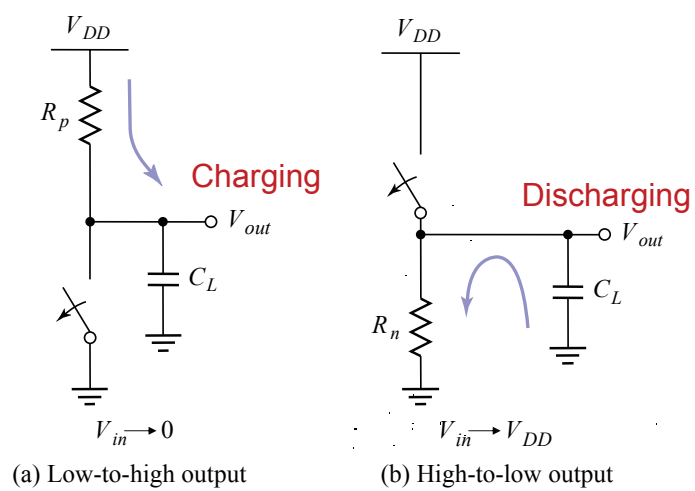 V_DD
R_p
Charging
V_out
C_L
V_in → 0
(a) Low-to-high output
V_DD
Discharging
V_out
C_L
R_n
V_in → V_DD
(b) High-to-low output